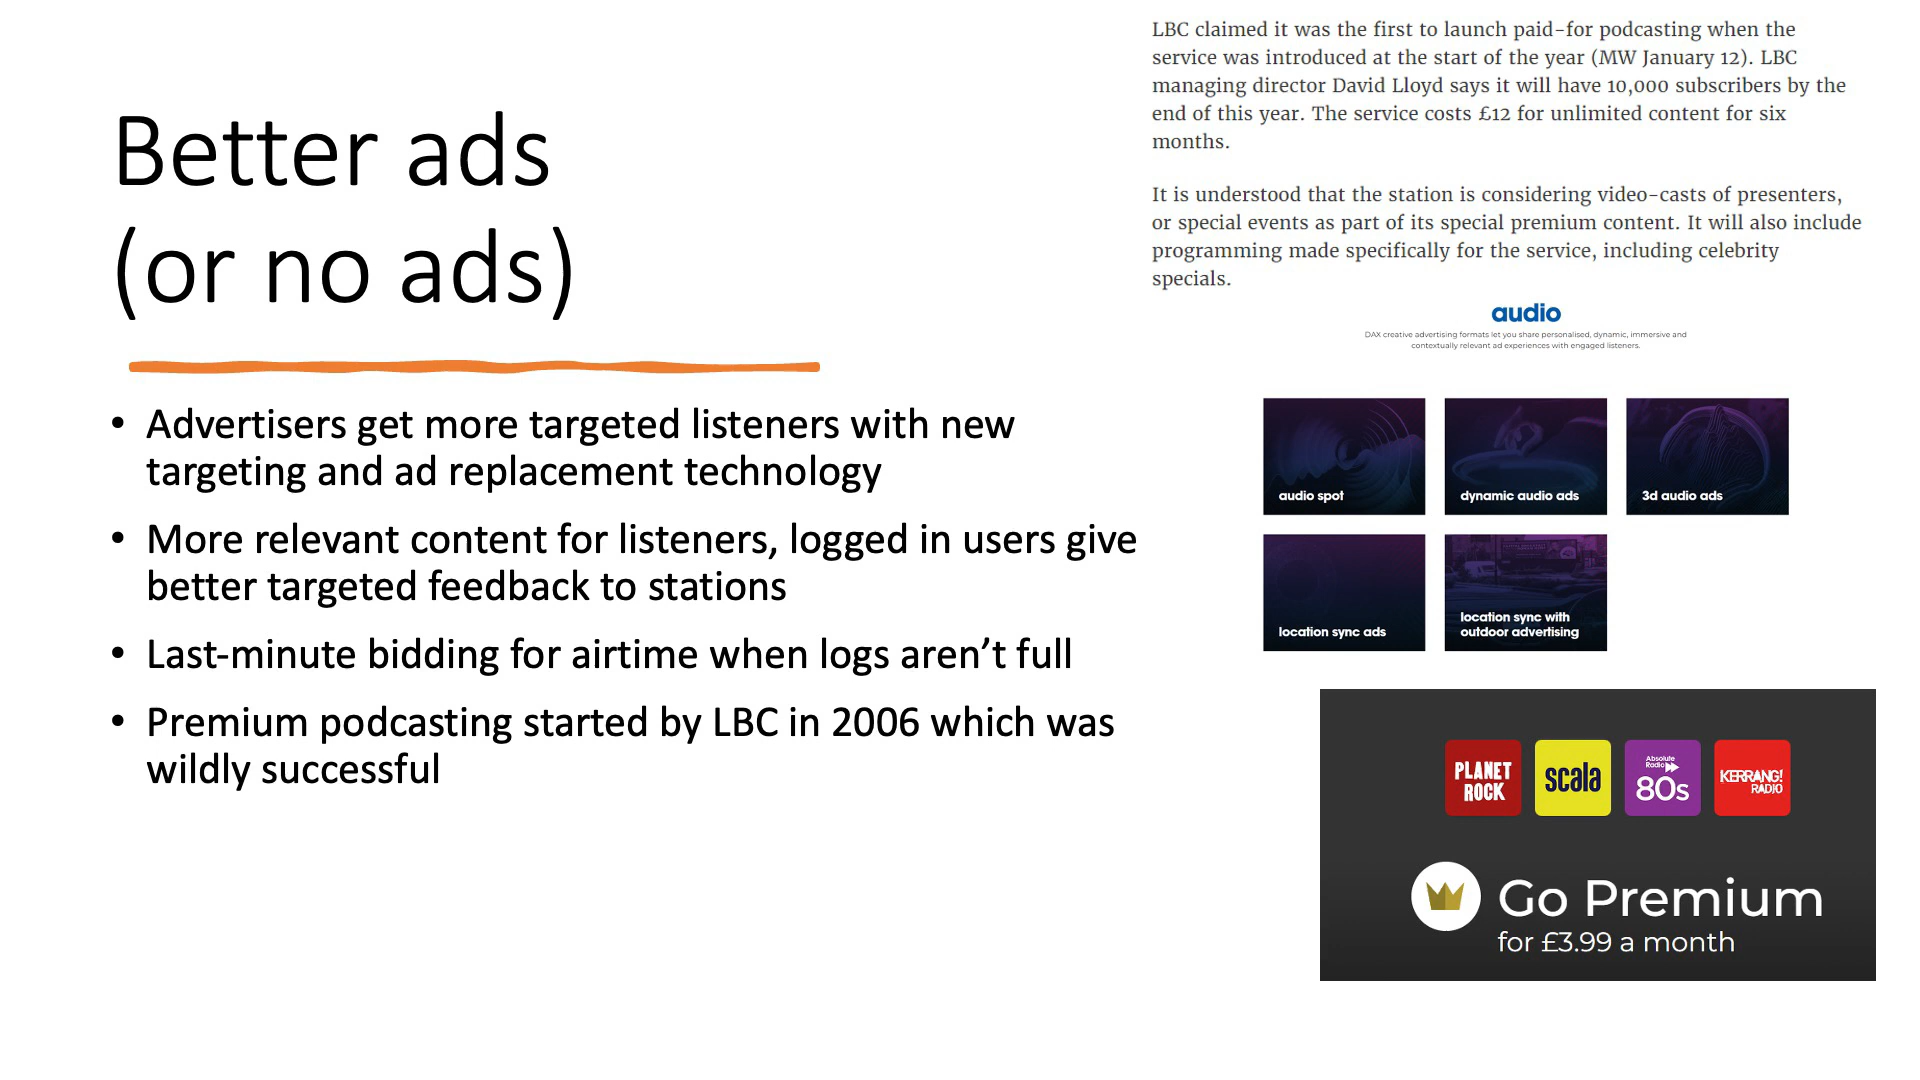 Better ads
(or no ads)
• Advertisers get more targeted listeners with new
targeting and ad replacement technology
• More relevant content for listeners, logged in users give
better targeted feedback to stations
• Last-minute bidding for airtime when logs aren’t full
• Premium podcasting started by LBC in 2006 which was
wildly successful
LBC claimed it was the first to launch paid-for podcasting when the
service was introduced at the start of the year (MW January 12). LBC
managing director David Lloyd says it will have 10,000 subscribers by the
end of this year. The service costs £12 for unlimited content for six
months.
It is understood that the station is considering video-casts of presenters,
or special events as part of its special premium content. It will also include
programming made specifically for the service, including celebrity
specials.
audio
DAX creative advertising formats let you share personalised, dynamic, immersive and
contextually relevant ad experiences with engaged listeners.
audio spot
dynamic audio ads
3d audio ads
location sync ads
location sync with
outdoor advertising
PLANET
ROCK
scala
Absolute
Radio
80s
KERRANG!
RADIO
Go Premium
for £3.99 a month